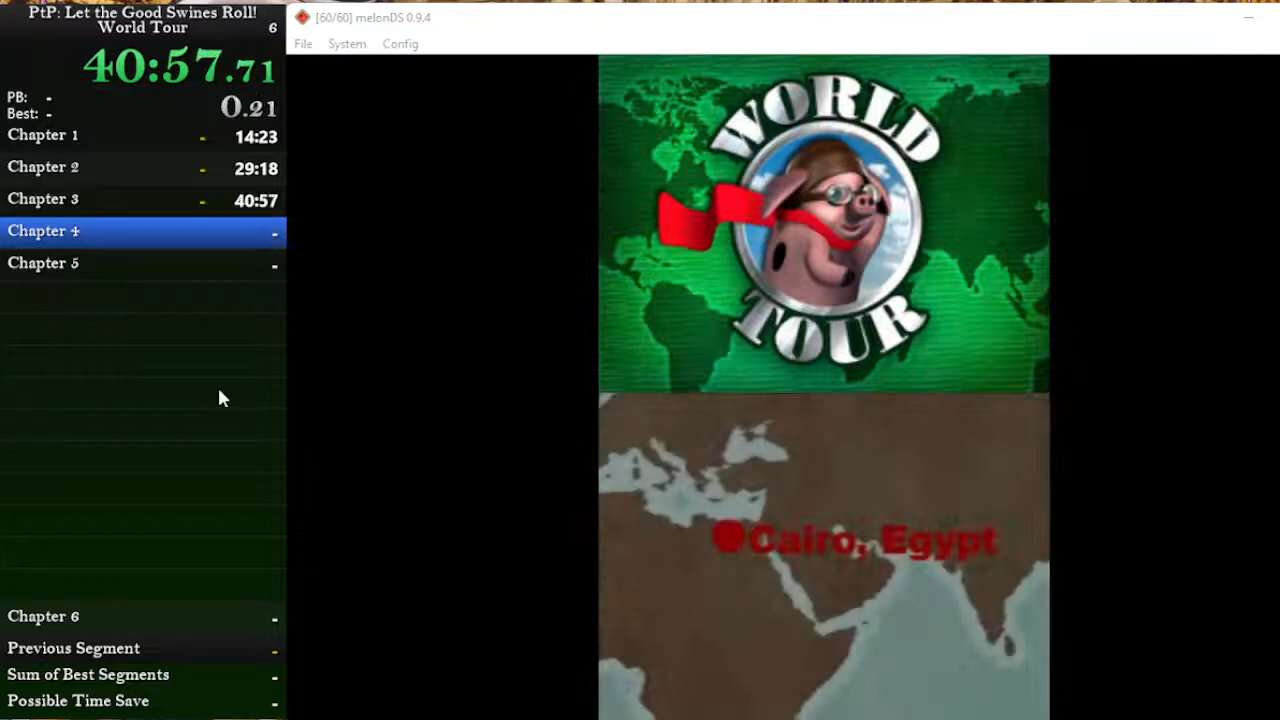 PtP: Let the Good Swines Roll!
World Tour 6
40:57.71
PB: -
0.21
Best: -
Chapter 1 - 14:23
Chapter 2 - 29:18
Chapter 3 - 40:57
Chapter 4 -
Chapter 5 -
Chapter 6 -
Previous Segment -
Sum of Best Segments -
Possible Time Save -
[60/60] melonDS 0.9.4
File System Config
WORLD
TOUR
Cairo, Egypt